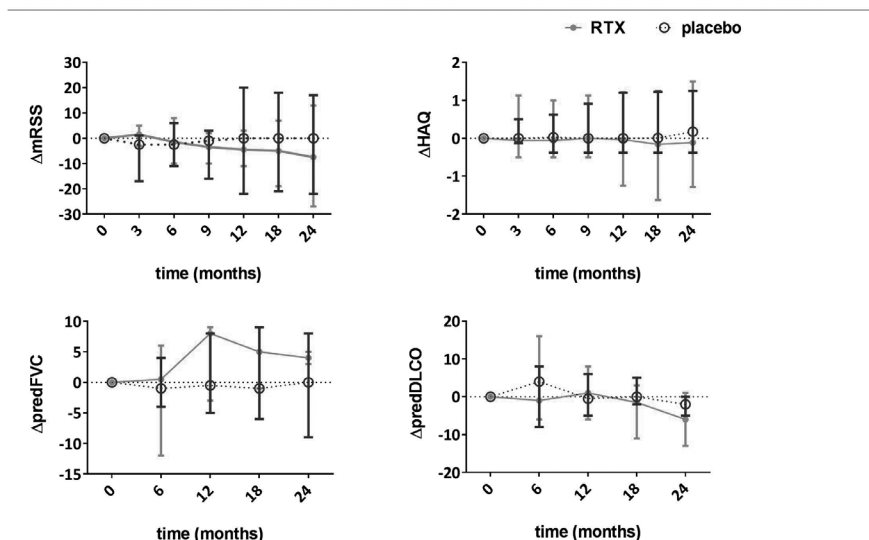 RTX placebo
ΔmRSS
30
20
10
0
-10
-20
-30
0 3 6 9 12 18 24
time (months)
ΔHAQ
2
1
0
-1
-2
0 3 6 9 12 18 24
time (months)
ΔpredFVC
10
5
0
-5
-10
-15
0 6 12 18 24
time (months)
ΔpredDLCO
20
10
0
-10
-20
0 6 12 18 24
time (months)